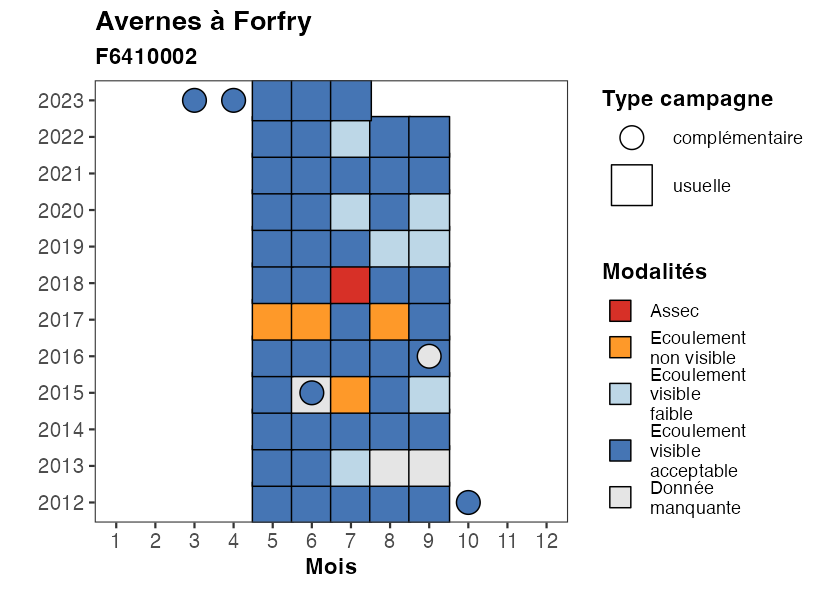 Avernes à Forfry
F6410002
2023
2022
2021
2020
2019
2018
2017
2016
2015
2014
2013
2012
1 2 3 4 5 6 7 8 9 10 11 12
Mois
Type campagne
complémentaire
usuelle
Modalités
Assec
Ecoulement
non visible
Ecoulement
visible
faible
Ecoulement
visible
acceptable
Donnée
manquante